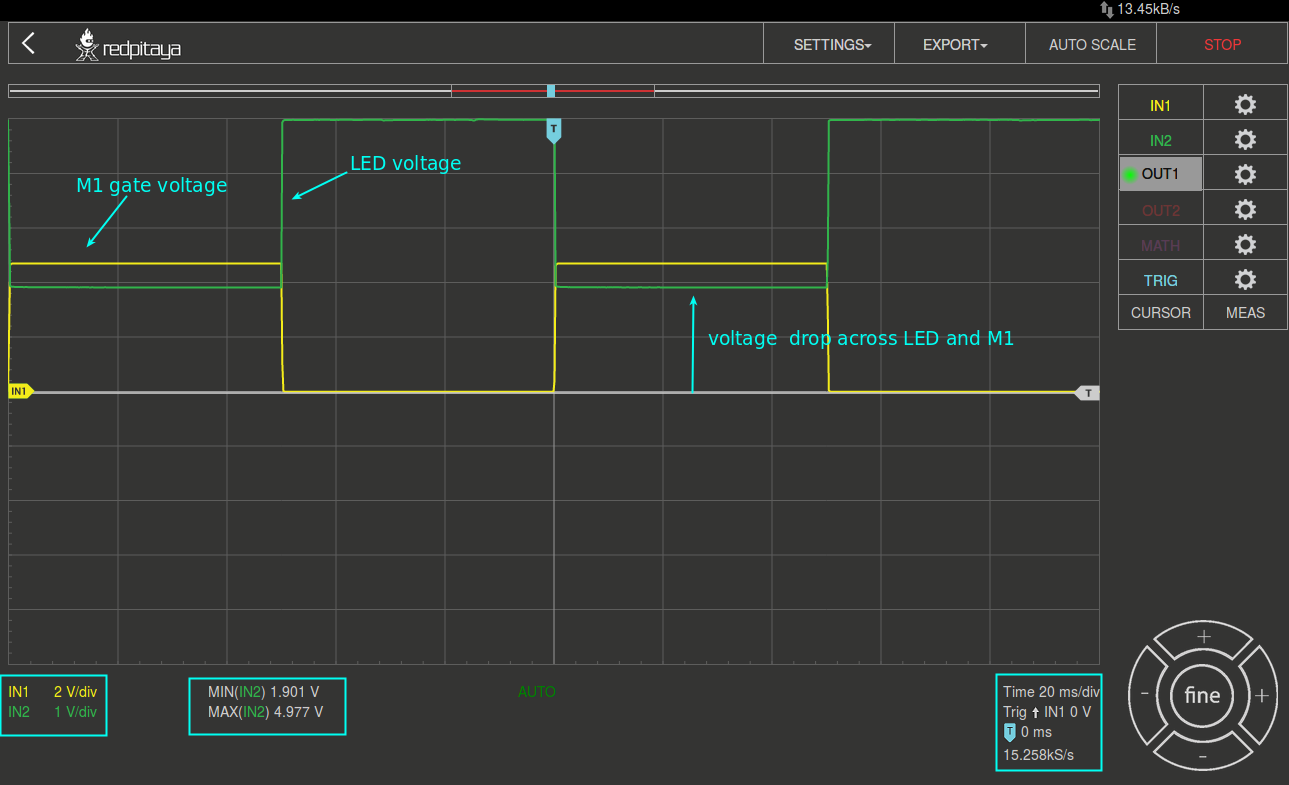 13.45kB/s
redpitaya
SETTINGS
EXPORT
AUTO SCALE
STOP
IN1
IN2
OUT1
OUT2
MATH
TRIG
CURSOR MEAS
T
LED voltage
M1 gate voltage
voltage drop across LED and M1
IN1
T
IN1 2 V/div
IN2 1 V/div
MIN(IN2) 1.901 V
MAX(IN2) 4.977 V
AUTO
Time 20 ms/div
Trig ↑ IN1 0 V
T 0 ms
15.258kS/s
+
- fine +
-